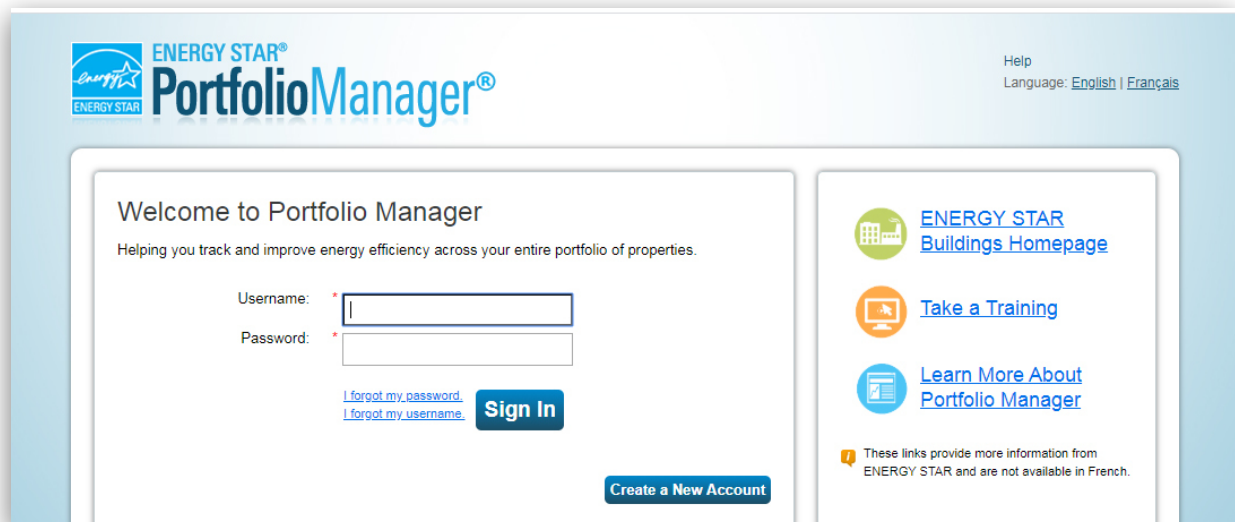 ENERGY STAR®
PortfolioManager®
energy
ENERGY STAR
Help
Language: English | Français
Welcome to Portfolio Manager
Helping you track and improve energy efficiency across your entire portfolio of properties.
Username: *
Password: *
I forgot my password.
I forgot my username.
Sign In
Create a New Account
ENERGY STAR
Buildings Homepage
Take a Training
Learn More About
Portfolio Manager
These links provide more information from
ENERGY STAR and are not available in French.